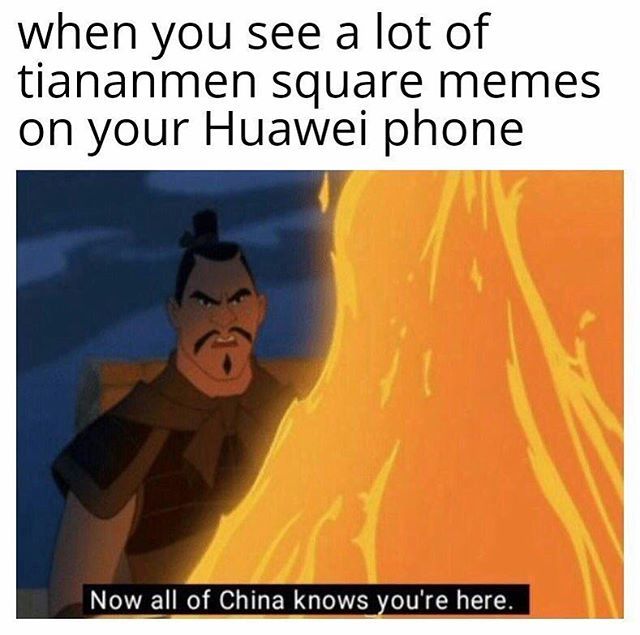 when you see a lot of
tiananmen square memes
on your Huawei phone
Now all of China knows you're here.